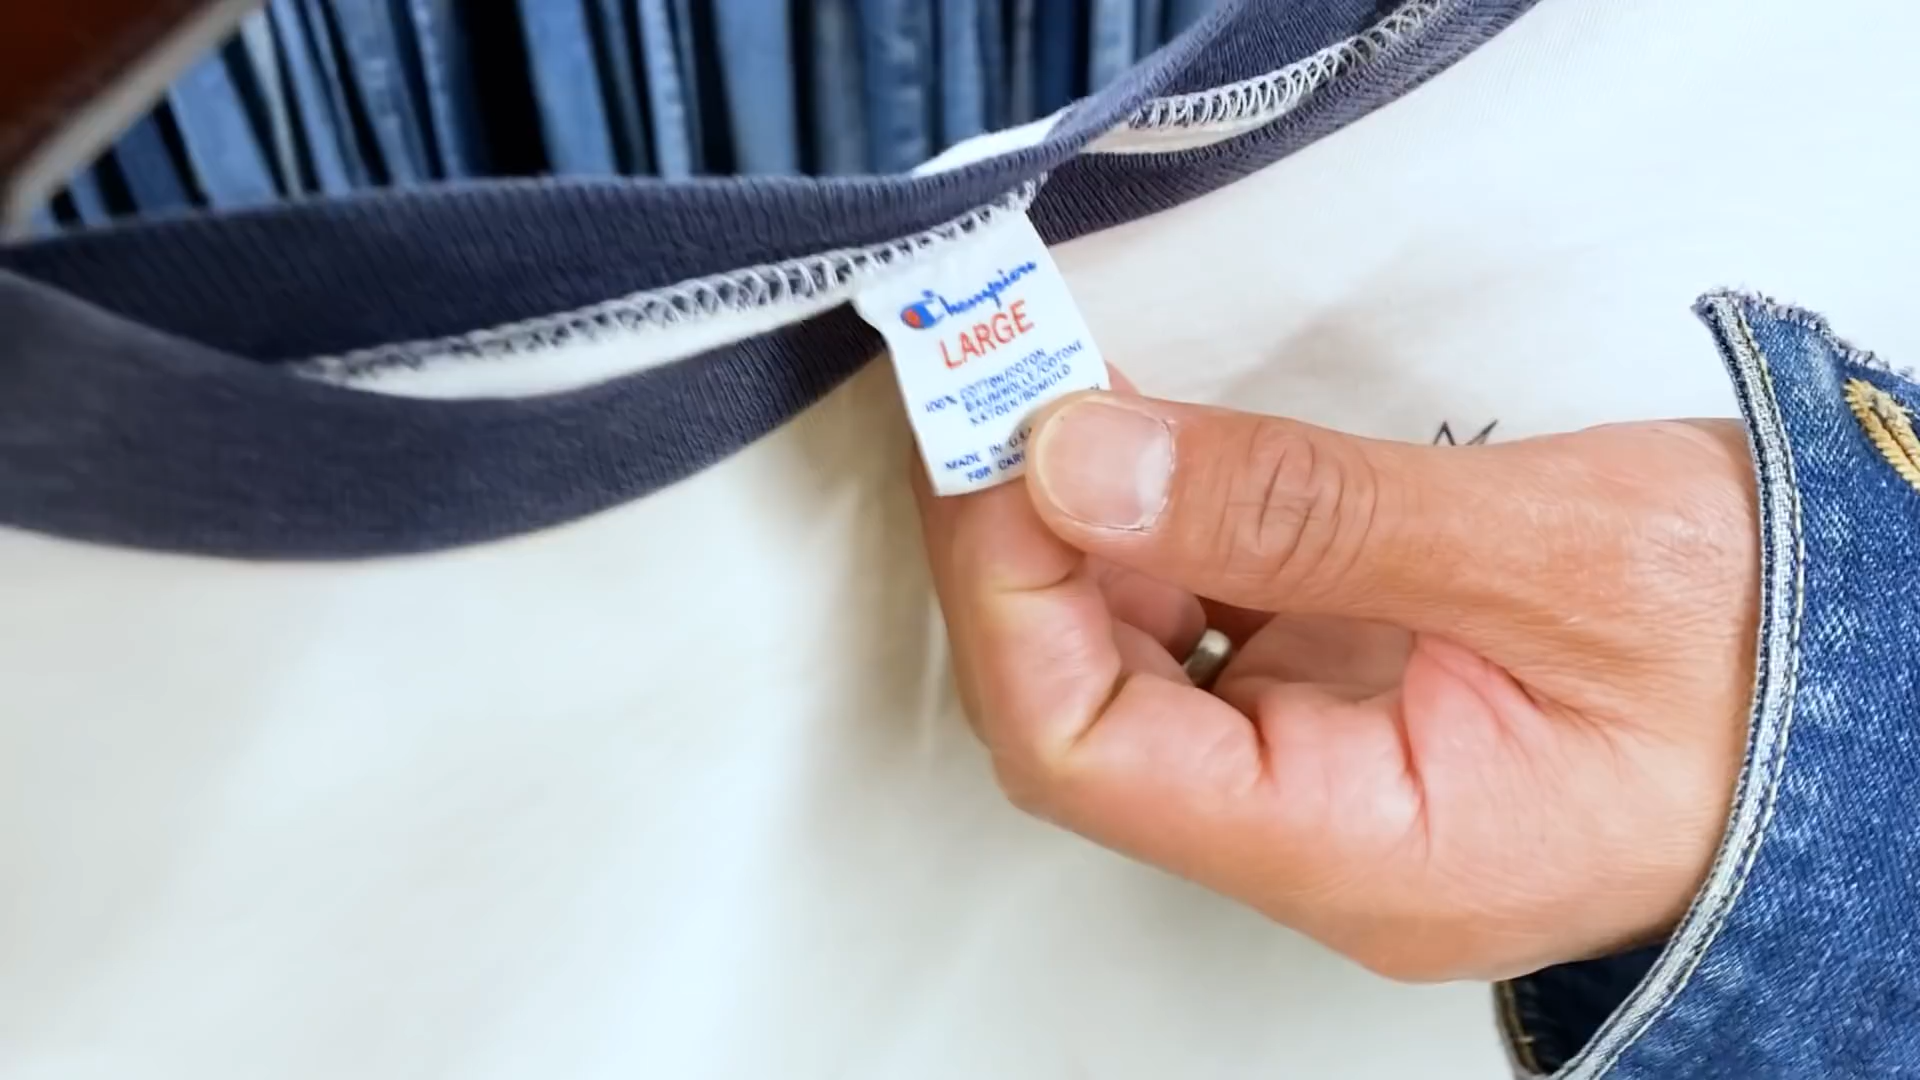 Champion
LARGE
100% COTTON/COTON
BAUMWOLLE/COTONE
KATOEN/BOMULD
MADE IN U.S.
FOR CARE